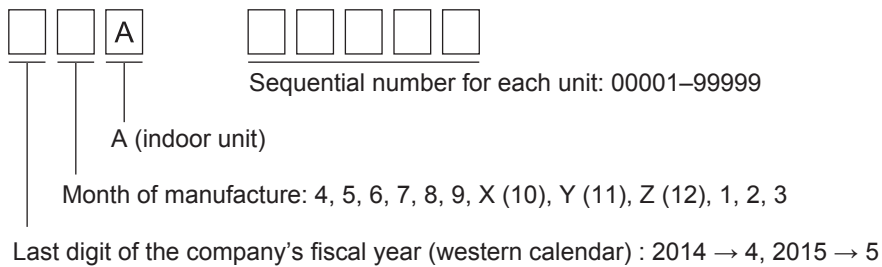 A
Sequential number for each unit: 00001–99999
A (indoor unit)
Month of manufacture: 4, 5, 6, 7, 8, 9, X (10), Y (11), Z (12), 1, 2, 3
Last digit of the company’s fiscal year (western calendar) : 2014 → 4, 2015 → 5